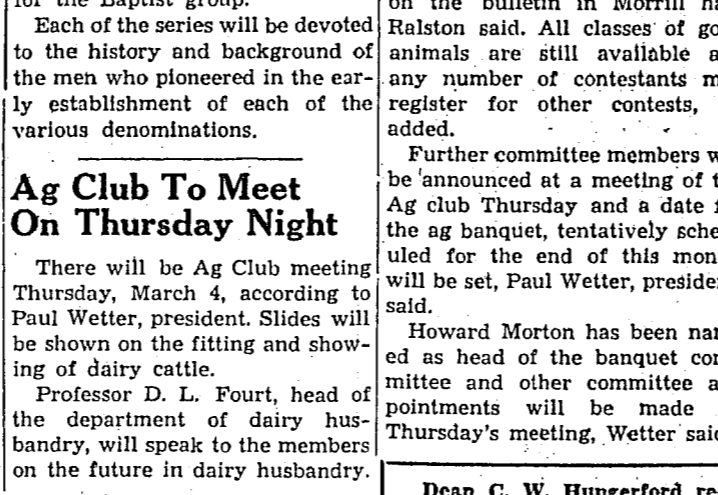 for the Baptist group.
Each of the series will be devoted
to the history and background of
the men who pioneered in the ear-
ly establishment of each of the
various denominations.
Ag Club To Meet
On Thursday Night
There will be Ag Club meeting
Thursday, March 4, according to
Paul Wetter, president. Slides will
be shown on the fitting and show-
ing of dairy cattle.
Professor D. L. Fourt, head of
the department of dairy hus-
bandry, will speak to the members
on the future in dairy husbandry.
on the bulletin in Morrill
Ralston said. All classes of
animals are still available
any number of contestants
register for other contests,
added.
Further committee members
be announced at a meeting of
Ag club Thursday and a date
the ag banquet, tentatively sche
uled for the end of this mon
will be set, Paul Wetter, preside
said.
Howard Morton has been na
ed as head of the banquet co
mittee and other committee a
pointments will be made
Thursday's meeting, Wetter said
Dean C. W. Hungerford re